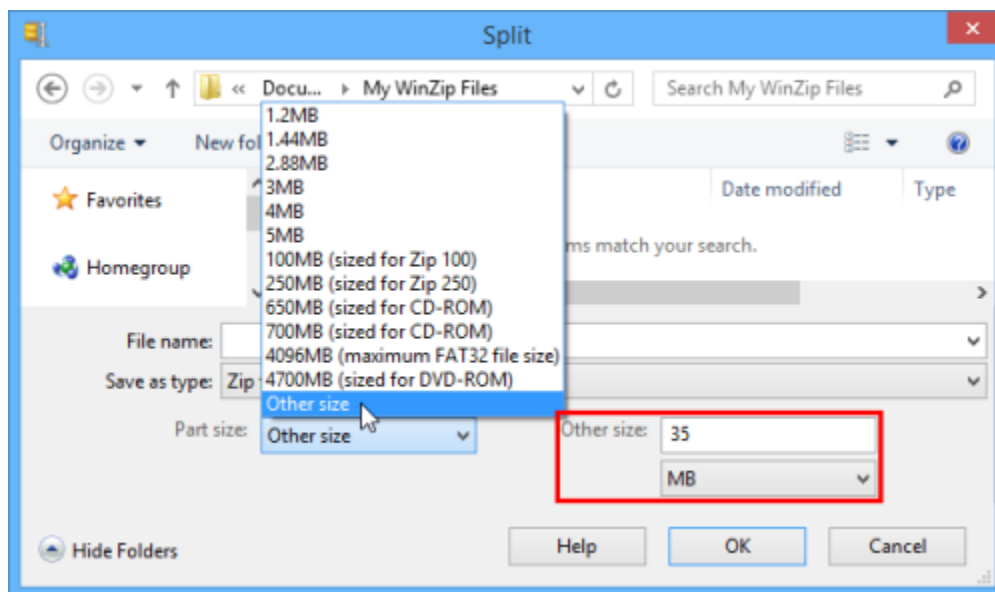 Split
« Docu... My WinZip Files
Search My WinZip Files
Organize
New fol
Date modified
Type
Favorites
Homegroup
ms match your search.
1.2MB
1.44MB
2.88MB
3MB
4MB
5MB
100MB (sized for Zip 100)
250MB (sized for Zip 250)
650MB (sized for CD-ROM)
700MB (sized for CD-ROM)
4096MB (maximum FAT32 file size)
4700MB (sized for DVD-ROM)
Other size
File name:
Save as type: Zip
Part size: Other size
Other size: 35
MB
Hide Folders
Help
OK
Cancel